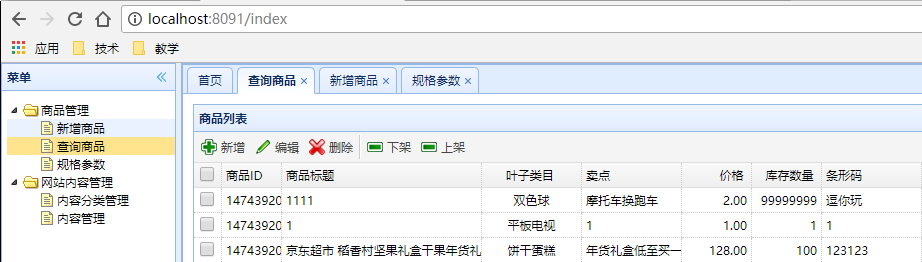 localhost:8091/index
应用 技术 教学
菜单
商品管理
新增商品
查询商品
规格参数
网站内容管理
内容分类管理
内容管理
首页 查询商品 新增商品 规格参数
商品列表
新增 编辑 删除 下架 上架
商品ID 商品标题 叶子类目 卖点 价格 库存数量 条形码
14743920 1111 双色球 摩托车换跑车 2.00 99999999 逗你玩
14743920 1 平板电视 1 1.00 1 1
14743920 京东超市 稻香村坚果礼盒干果年货礼 饼干蛋糕 年货礼盒低至买一 128.00 100 123123